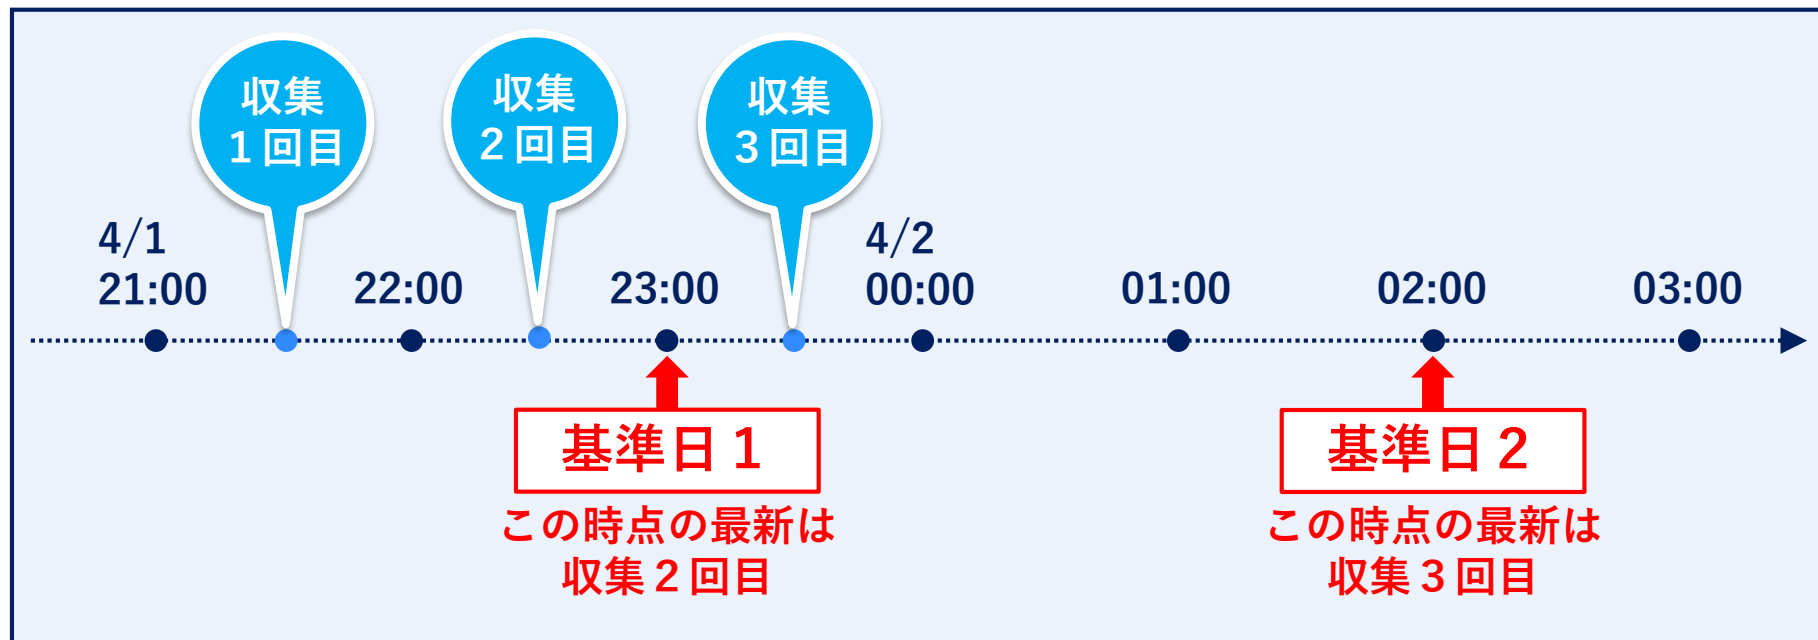 収集
1回目
収集
2回目
収集
3回目
4/1
21:00
22:00
23:00
4/2
00:00
01:00
02:00
03:00
基準日1
この時点の最新は
収集2回目
基準日2
この時点の最新は
収集3回目